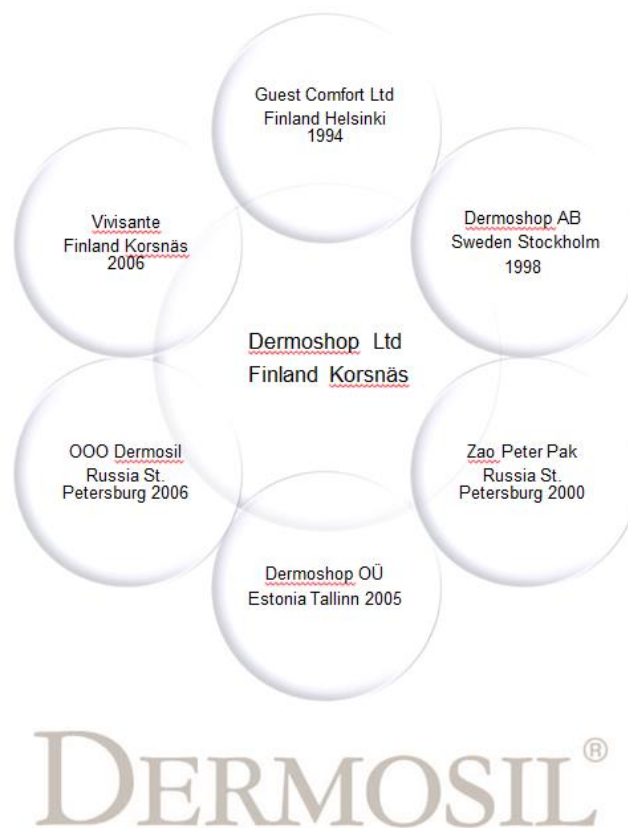 Guest Comfort Ltd
Finland Helsinki
1994
Vivisante
Finland Korsnäs
2006
Dermoshop AB
Sweden Stockholm
1998
Dermoshop Ltd
Finland Korsnäs
OOO Dermosil
Russia St.
Petersburg 2006
Zao Peter Pak
Russia St.
Petersburg 2000
Dermoshop OÜ
Estonia Tallinn 2005
DERMOSIL®